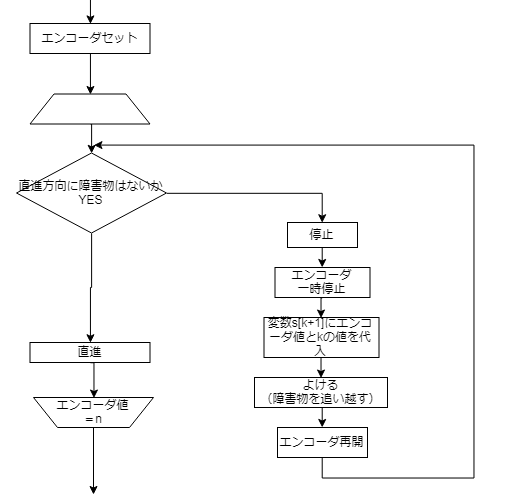 エンコーダセット
直進方向に障害物はないか
YES
停止
エンコーダ
一時停止
変数s[k+1]にエンコ
ーダ値とkの値を代
入
よける
（障害物を追い越す）
エンコーダ再開
直進
エンコーダ値
＝n